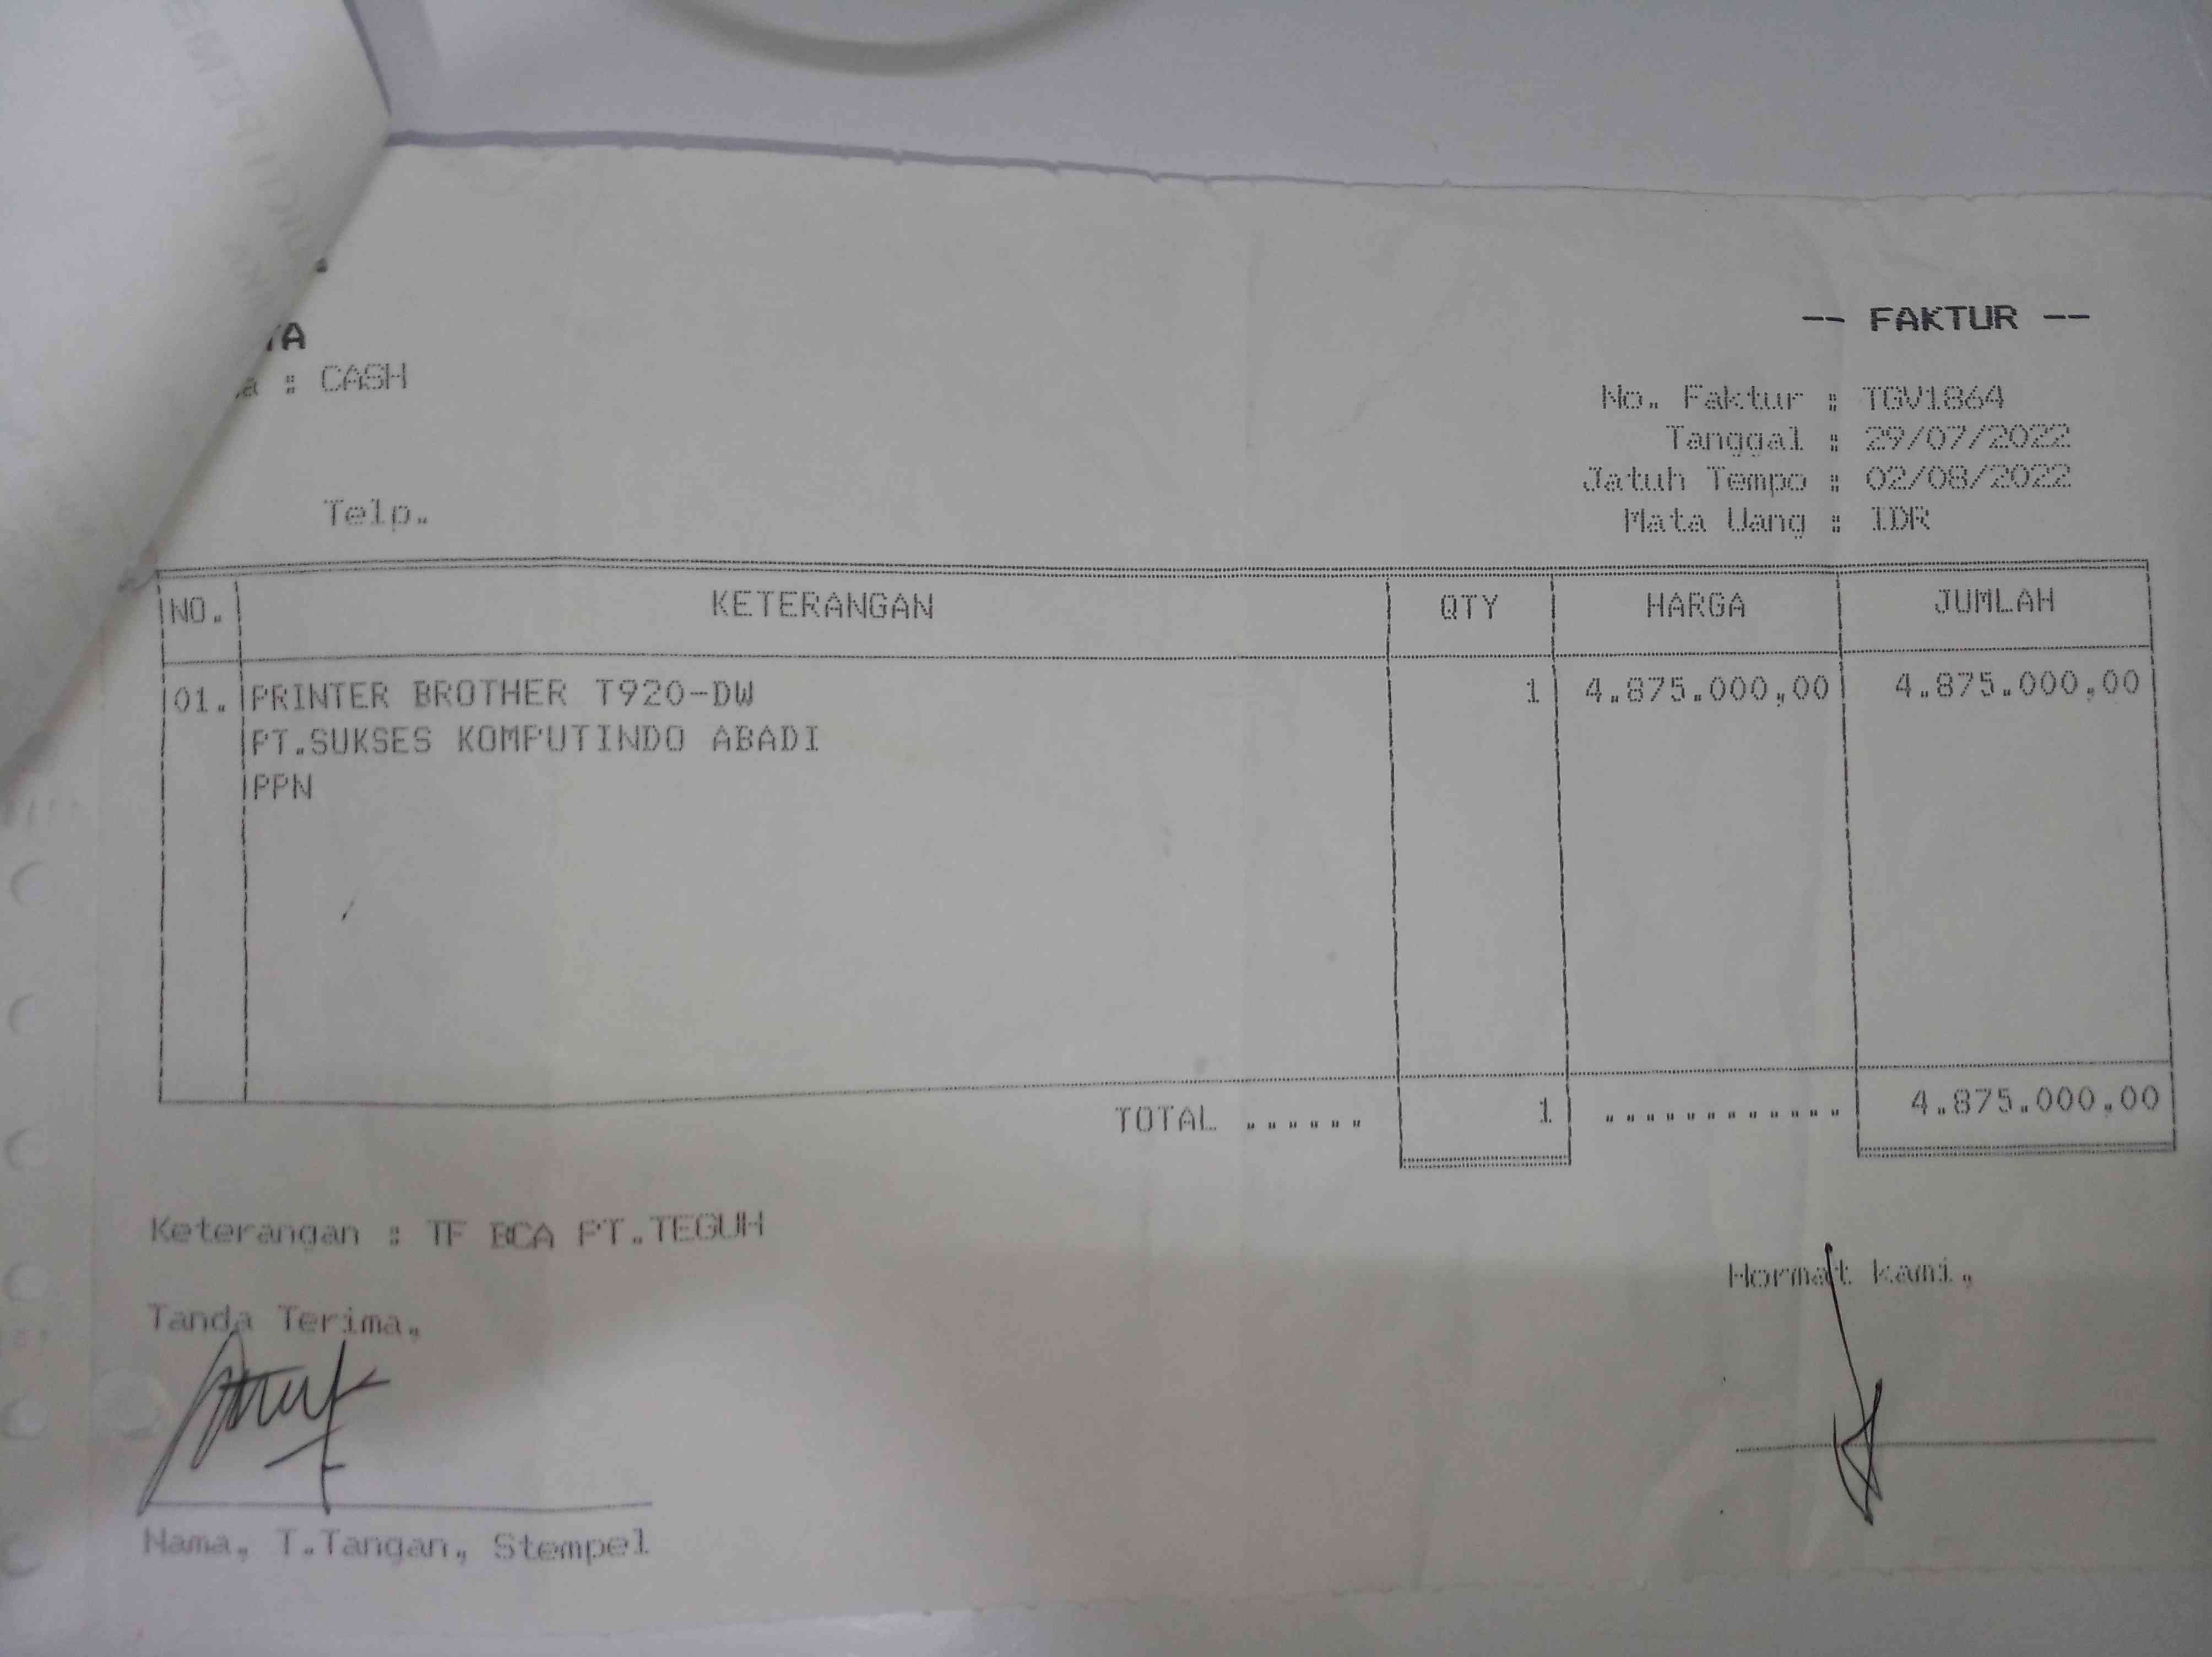 -- FAKTUR --
: CASH
No. Faktur : TGV1864
Tanggal : 29/07/2022
Jatuh Tempo : 02/08/2022
Telp.
Mata Uang : IDR
NO. KETERANGAN QTY HARGA JUMLAH
01. PRINTER BROTHER T920-DW 1 4.875.000,00 4.875.000,00
PT.SUKSES KOMPUTINDO ABADI
PPN
TOTAL ...... 1 ............ 4.875.000,00
Keterangan : TF BCA PT.TEGUH
Hormat kami,
Tanda Terima,
Nama, T.Tangan, Stempel